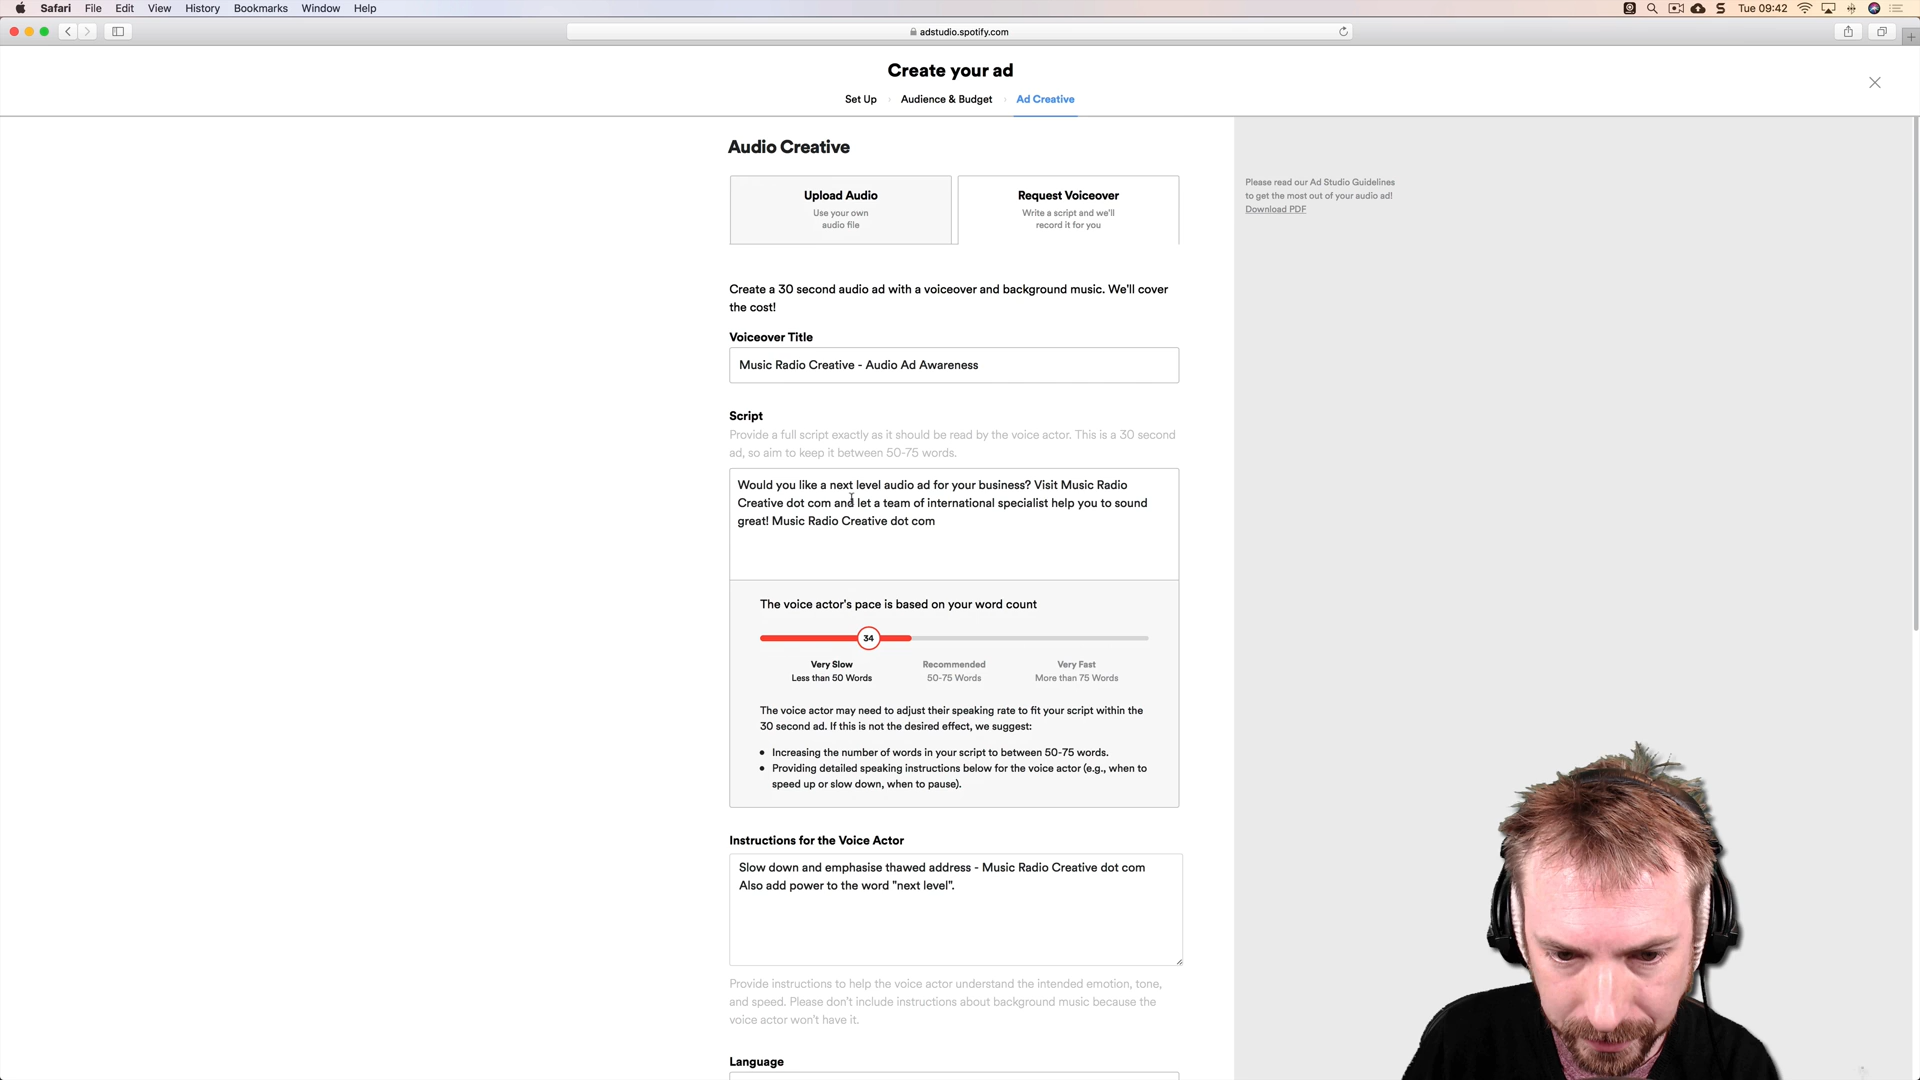 Safari File Edit View History Bookmarks Window Help Tue 09:42
adstudio.spotify.com
Create your ad
Set Up Audience & Budget Ad Creative
Audio Creative
Upload Audio
Use your own
audio file
Request Voiceover
Write a script and we'll
record it for you
Please read our Ad Studio Guidelines
to get the most out of your audio ad!
Download PDF
Create a 30 second audio ad with a voiceover and background music. We'll cover
the cost!
Voiceover Title
Music Radio Creative - Audio Ad Awareness
Script
Provide a full script exactly as it should be read by the voice actor. This is a 30 second
ad, so aim to keep it between 50-75 words.
Would you like a next level audio ad for your business? Visit Music Radio
Creative dot com and let a team of international specialist help you to sound
great! Music Radio Creative dot com
The voice actor's pace is based on your word count
34
Very Slow Recommended Very Fast
Less than 50 Words 50-75 Words More than 75 Words
The voice actor may need to adjust their speaking rate to fit your script within the
30 second ad. If this is not the desired effect, we suggest:
• Increasing the number of words in your script to between 50-75 words.
• Providing detailed speaking instructions below for the voice actor (e.g., when to
speed up or slow down, when to pause).
Instructions for the Voice Actor
Slow down and emphasise thawed address - Music Radio Creative dot com
Also add power to the word "next level".
Provide instructions to help the voice actor understand the intended emotion, tone,
and speed. Please don't include instructions about background music because the
voice actor won't have it.
Language